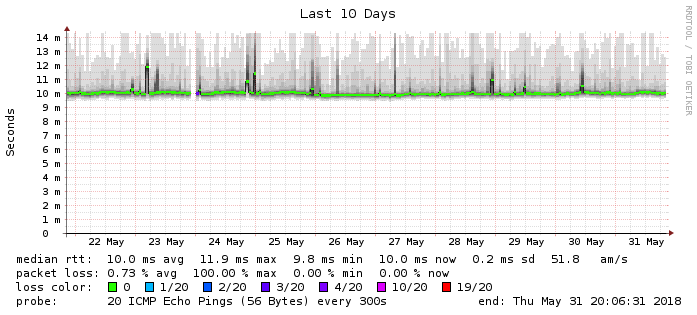 Last 10 Days
RRDTOOL / TOBI OETIKER
Seconds
14 m
13 m
12 m
11 m
10 m
9 m
8 m
7 m
6 m
5 m
4 m
3 m
2 m
1 m
0
22 May 23 May 24 May 25 May 26 May 27 May 28 May 29 May 30 May 31 May
median rtt: 10.0 ms avg 11.9 ms max 9.8 ms min 10.0 ms now 0.2 ms sd 51.8 am/s
packet loss: 0.73 % avg 100.00 % max 0.00 % min 0.00 % now
loss color: 0 1/20 2/20 3/20 4/20 10/20 19/20
probe: 20 ICMP Echo Pings (56 Bytes) every 300s end: Thu May 31 20:06:31 2018